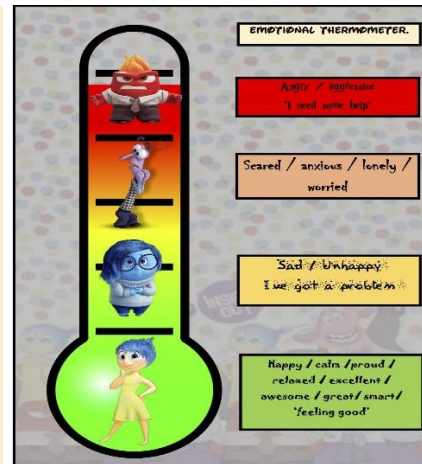 EMOTIONAL THERMOMETER.
Angry / aggressive
'I need some help'
Scared / anxious / lonely /
worried
Sad / Unhappy
I've got a problem
Happy / calm /proud /
relaxed / excellent /
awesome / great/ smart/
'feeling good'